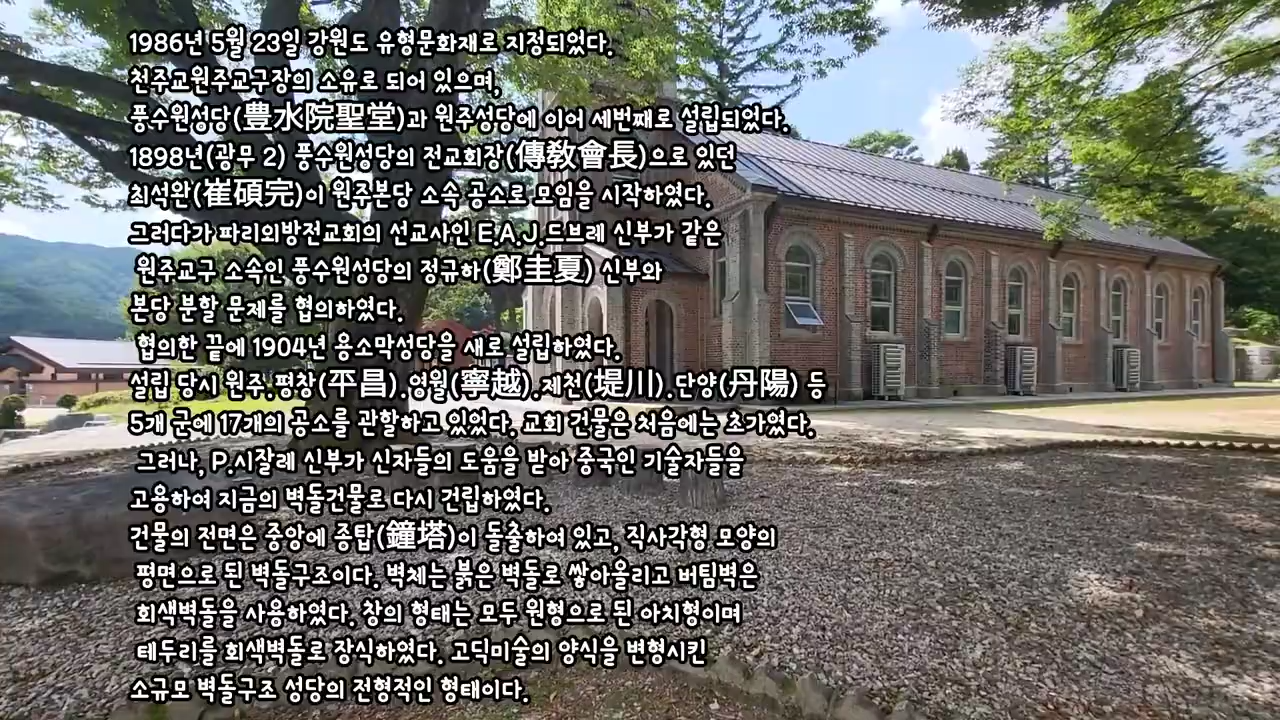 1986년 5월 23일 강원도 유형문화재로 지정되었다.
천주교원주교구장의 소유로 되어 있으며,
풍수원성당(豊水院聖堂)과 원주성당에 이어 세번째로 설립되었다.
1898년(광무 2) 풍수원성당의 전교회장(傳敎會長)으로 있던
최석완(崔碩完)이 원주본당 소속 공소로 모임을 시작하였다.
그러다가 파리외방전교회의 선교사인 E.A.J.드브레 신부가 같은
원주교구 소속인 풍수원성당의 정규하(鄭圭夏) 신부와
본당 분할 문제를 협의하였다.
협의한 끝에 1904년 용소막성당을 새로 설립하였다.
설립 당시 원주.평창(平昌).영월(寧越).제천(堤川).단양(丹陽) 등
5개 군에 17개의 공소를 관할하고 있었다. 교회 건물은 처음에는 초가였다.
그러나, P.시잘레 신부가 신자들의 도움을 받아 중국인 기술자들을
고용하여 지금의 벽돌건물로 다시 건립하였다.
건물의 전면은 중앙에 종탑(鐘塔)이 돌출하여 있고, 직사각형 모양의
평면으로 된 벽돌구조이다. 벽체는 붉은 벽돌로 쌓아올리고 버팀벽은
회색벽돌을 사용하였다. 창의 형태는 모두 원형으로 된 아치형이며
테두리를 회색벽돌로 장식하였다. 고딕미술의 양식을 변형시킨
소규모 벽돌구조 성당의 전형적인 형태이다.